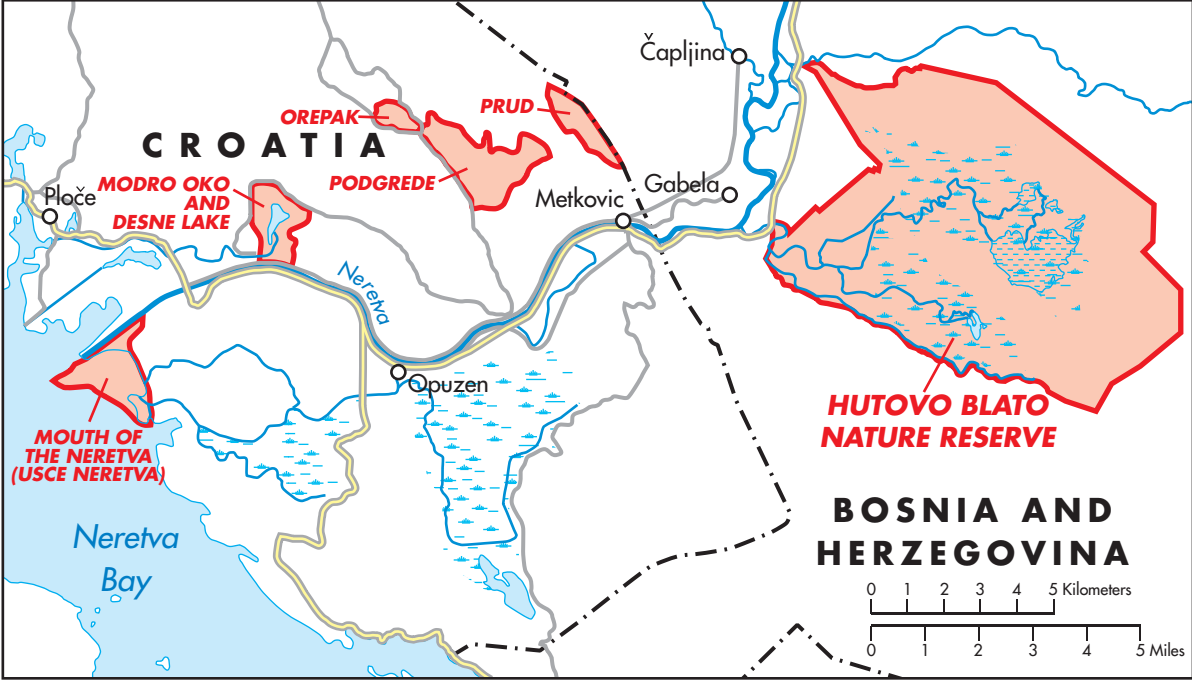 Čapljina
PRUD
OREPAK
CROATIA
PODGREDE
MODRO OKO
AND
DESNE LAKE
Ploče
Gabela
Metkovic
Neretva
Opuzen
HUTOVO BLATO
NATURE RESERVE
MOUTH OF
THE NERETVA
(USCE NERETVA)
Neretva
Bay
BOSNIA AND
HERZEGOVINA
0 1 2 3 4 5 Kilometers
0 1 2 3 4 5 Miles